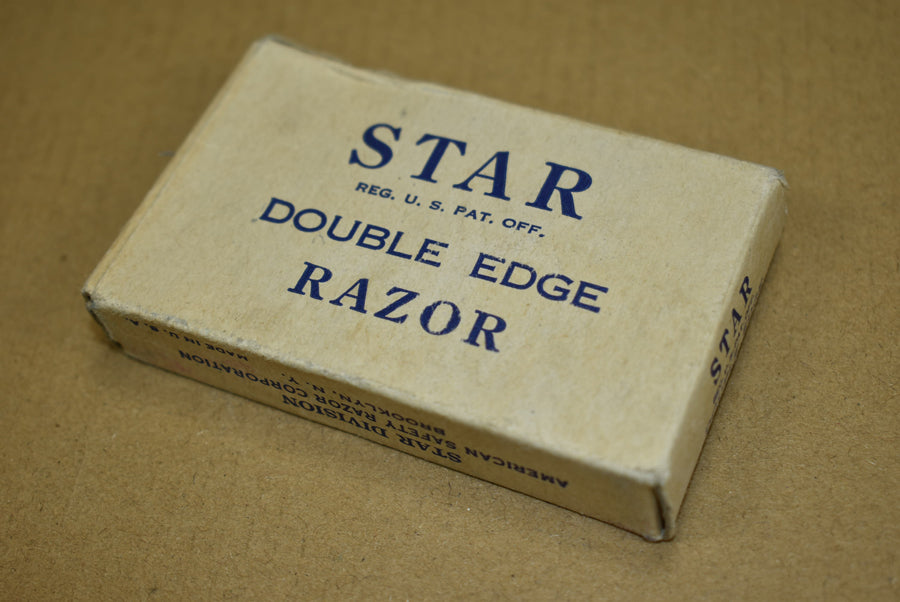 STAR
REG. U. S. PAT. OFF.
DOUBLE EDGE
RAZOR
STAR
STAR DIVISION
AMERICAN SAFETY RAZOR CORPORATION
BROOKLYN, N. Y.
MADE IN U. S. A.